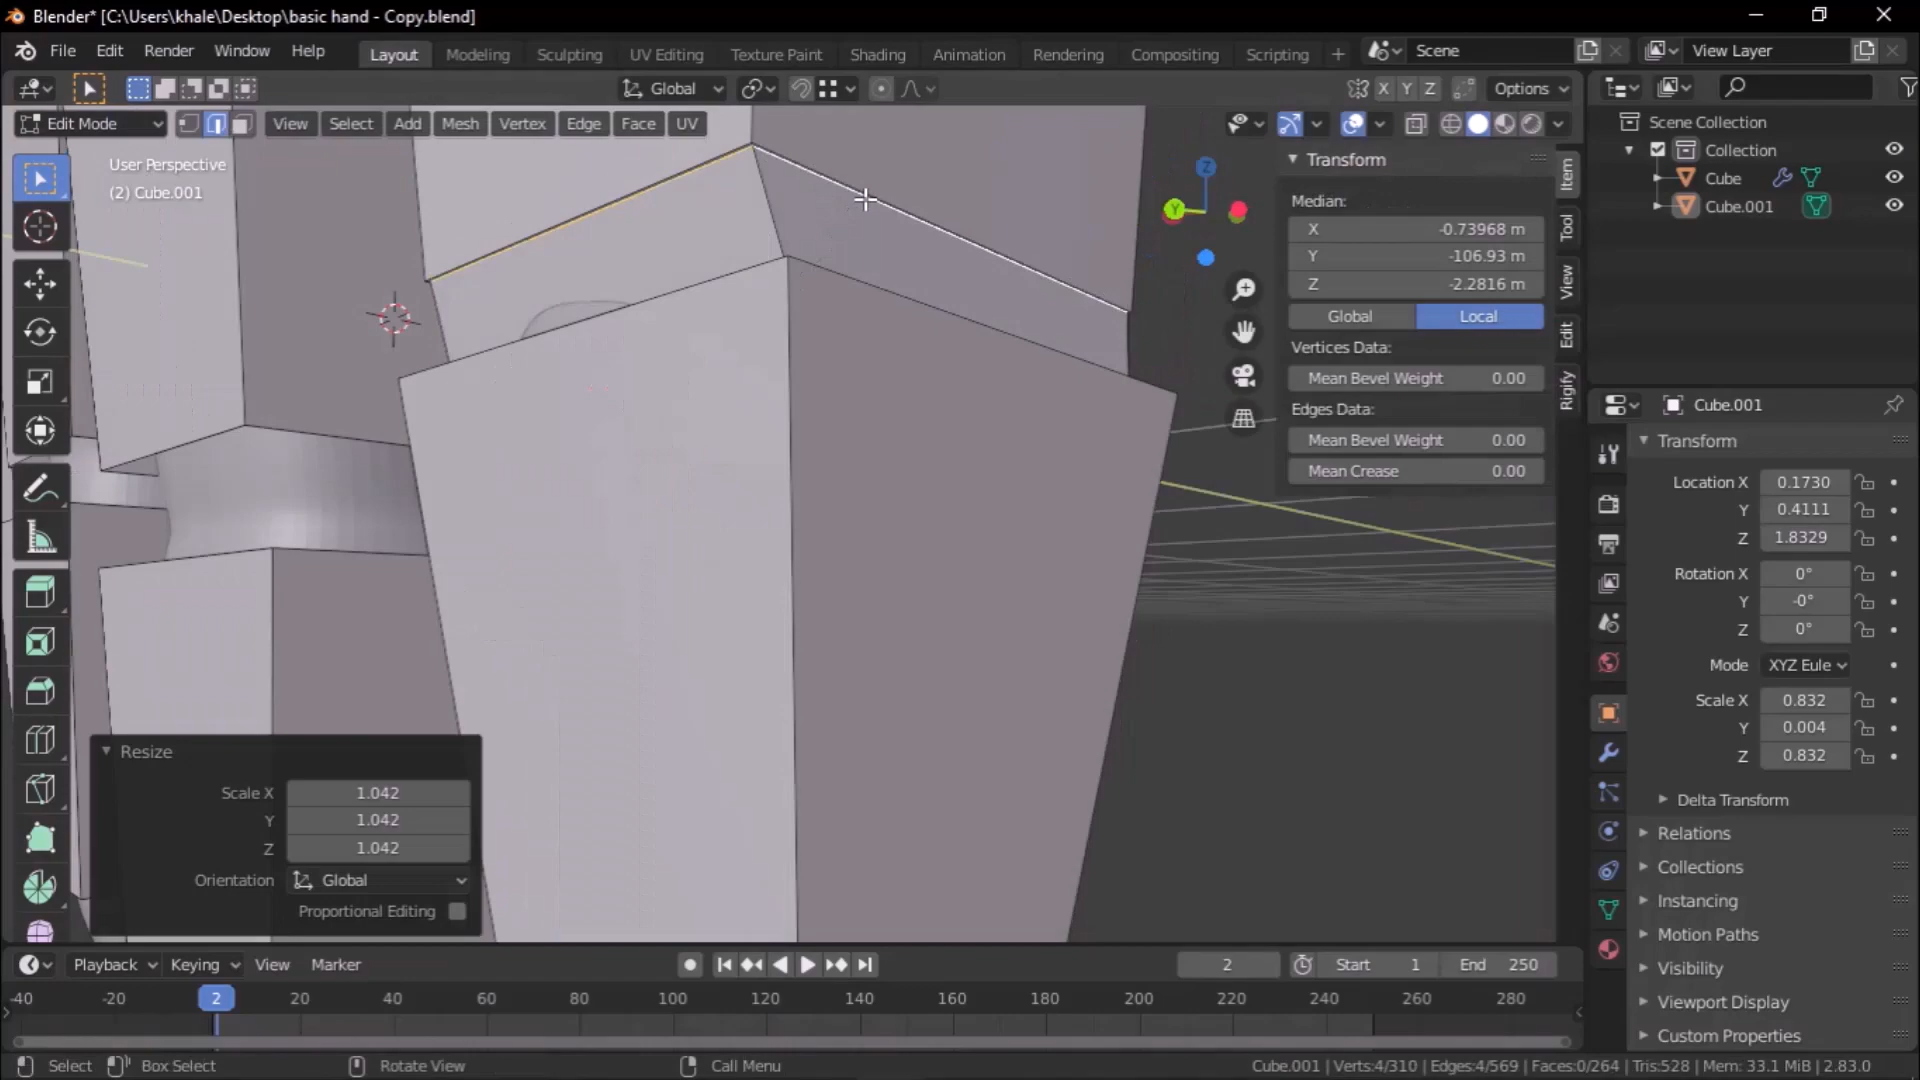 Blender* [C:\Users\khale\Desktop\basic hand - Copy.blend]
File Edit Render Window Help
Layout Modeling Sculpting UV Editing Texture Paint Shading Animation Rendering Compositing Scripting +
Scene
View Layer
Global
X Y Z
Options
Edit Mode
View Select Add Mesh Vertex Edge Face UV
User Perspective
(2) Cube.001
Z
Y
Transform
Median:
X -0.73968 m
Y -106.93 m
Z -2.2816 m
Global Local
Vertices Data:
Mean Bevel Weight 0.00
Edges Data:
Mean Bevel Weight 0.00
Mean Crease 0.00
Item
Tool
View
Edit
Rigify
Scene Collection
Collection
Cube
Cube.001
Cube.001
Transform
Location X 0.1730
Y 0.4111
Z 1.8329
Rotation X 0°
Y -0°
Z 0°
Mode XYZ Eule
Scale X 0.832
Y 0.004
Z 0.832
Delta Transform
Relations
Collections
Instancing
Motion Paths
Visibility
Viewport Display
Custom Properties
Resize
Scale X 1.042
Y 1.042
Z 1.042
Orientation Global
Proportional Editing
Playback Keying View Marker
2
Start 1
End 250
-40 -20 2 20 40 60 80 100 120 140 160 180 200 220 240 260 280
Select Box Select Rotate View Call Menu
Cube.001 | Verts:4/310 | Edges:4/569 | Faces:0/264 | Tris:528 | Mem: 33.1 MiB | 2.83.0